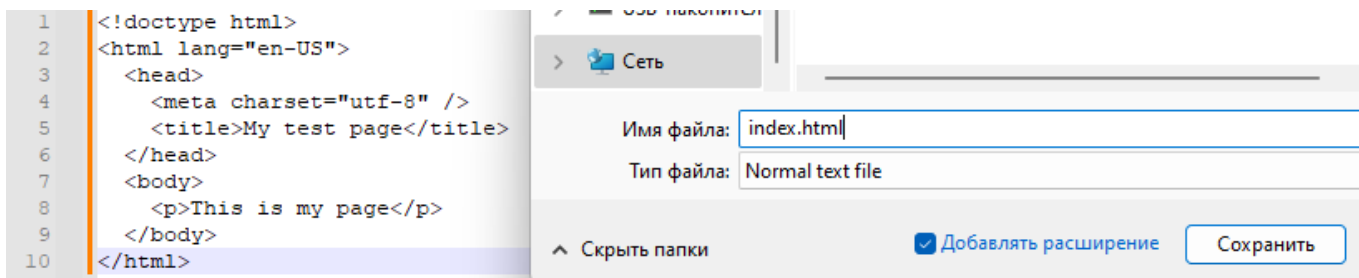 1 <!doctype html>
2 <html lang="en-US">
3 <head>
4 <meta charset="utf-8" />
5 <title>My test page</title>
6 </head>
7 <body>
8 <p>This is my page</p>
9 </body>
10 </html>
Сеть
Имя файла: index.html
Тип файла: Normal text file
Скрыть папки
Добавлять расширение
Сохранить